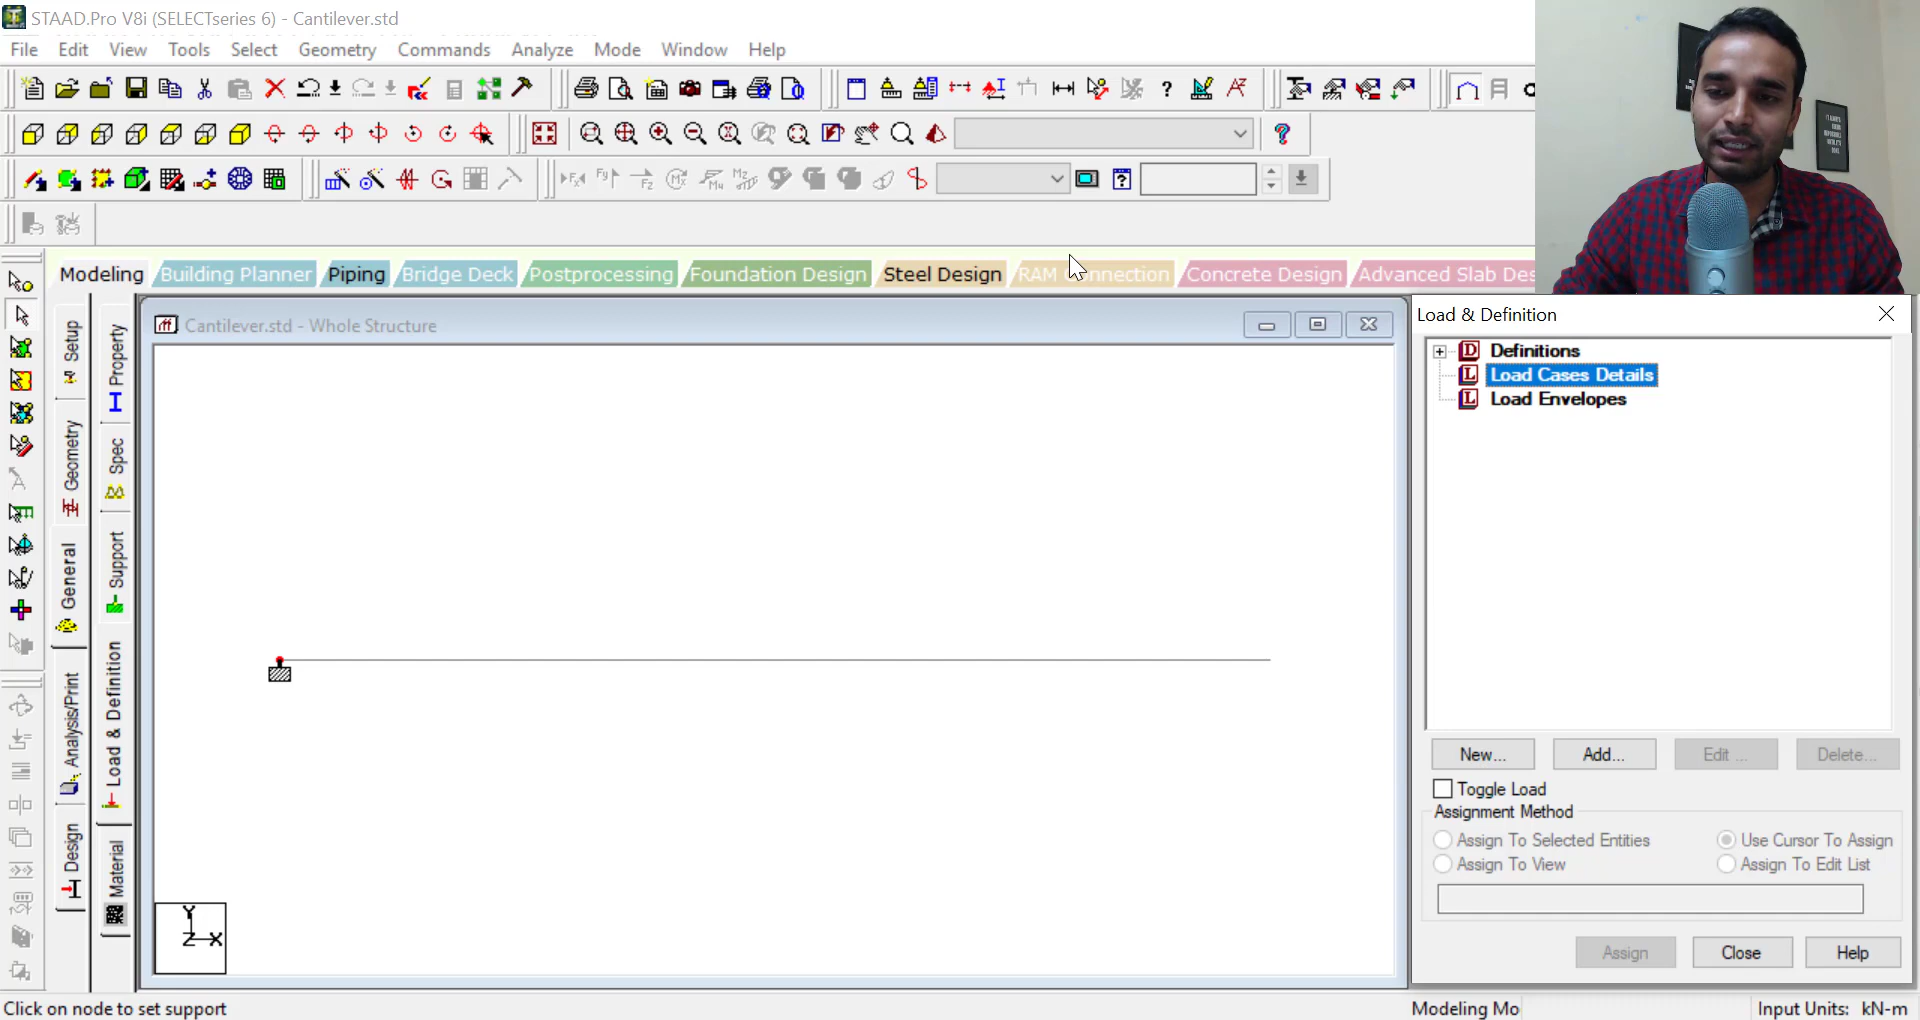 STAAD.Pro V8i (SELECTseries 6) - Cantilever.std
File Edit View Tools Select Geometry Commands Analyze Mode Window Help
Modeling Building Planner Piping Bridge Deck Postprocessing Foundation Design Steel Design RAM Connection Concrete Design Advanced Slab Des
Setup
Geometry
General
Analysis/Print
Design
Property
Spec
Support
Load & Definition
Material
Cantilever.std - Whole Structure
Y
Z X
Load & Definition
Definitions
Load Cases Details
Load Envelopes
New... Add... Edit ... Delete...
Toggle Load
Assignment Method
Assign To Selected Entities Use Cursor To Assign
Assign To View Assign To Edit List
Assign Close Help
Click on node to set support Modeling Mo Input Units: kN-m